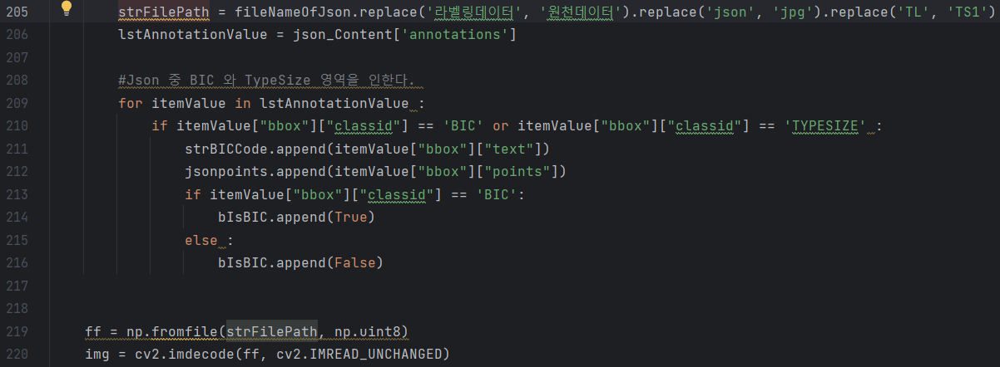 205 strFilePath = fileNameOfJson.replace('라벨링데이터', '원천데이터').replace('json', 'jpg').replace('TL', 'TS1')
206 lstAnnotationValue = json_Content['annotations']
207
208 #Json 중 BIC 와 TypeSize 영역을 인한다.
209 for itemValue in lstAnnotationValue :
210 if itemValue["bbox"]["classid"] == 'BIC' or itemValue["bbox"]["classid"] == 'TYPESIZE' :
211 strBICCode.append(itemValue["bbox"]["text"])
212 jsonpoints.append(itemValue["bbox"]["points"])
213 if itemValue["bbox"]["classid"] == 'BIC':
214 bIsBIC.append(True)
215 else :
216 bIsBIC.append(False)
217
218
219 ff = np.fromfile(strFilePath, np.uint8)
220 img = cv2.imdecode(ff, cv2.IMREAD_UNCHANGED)